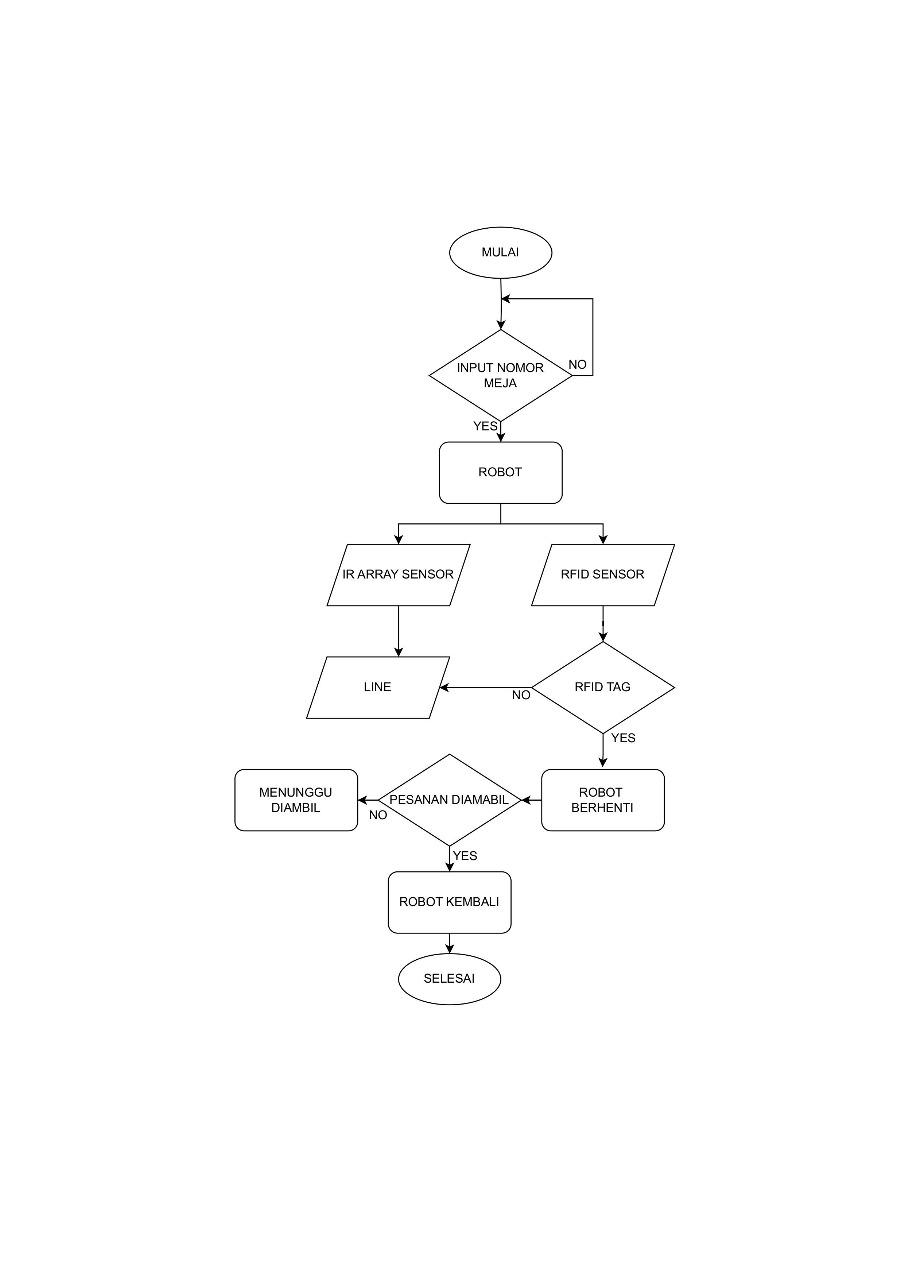 MULAI
INPUT NOMOR
MEJA
NO
YES
ROBOT
IR ARRAY SENSOR
RFID SENSOR
LINE
NO
RFID TAG
YES
MENUNGGU
DIAMBIL
NO
PESANAN DIAMABIL
ROBOT
BERHENTI
YES
ROBOT KEMBALI
SELESAI